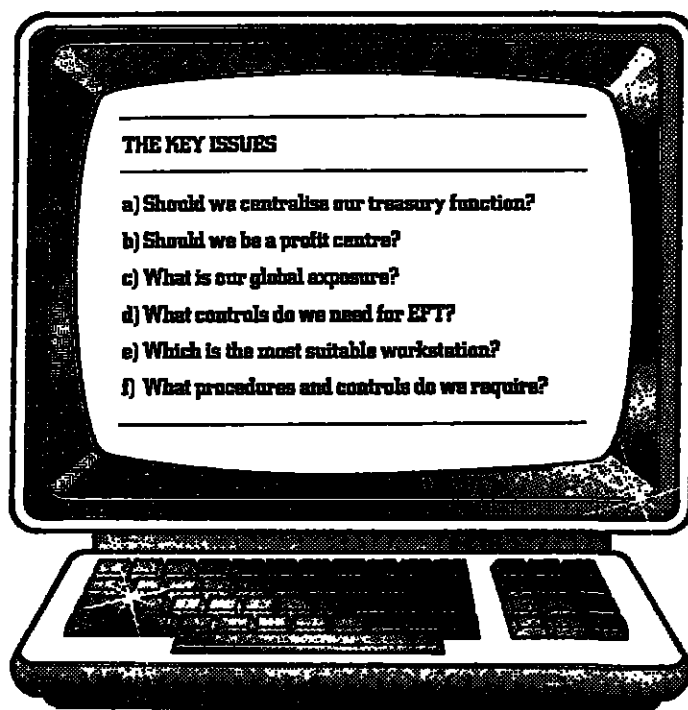 THE KEY ISSUES
a) Should we centralise our treasury function?
b) Should we be a profit centre?
c) What is our global exposure?
d) What controls do we need for EFT?
e) Which is the most suitable workstation?
f) What procedures and controls do we require?